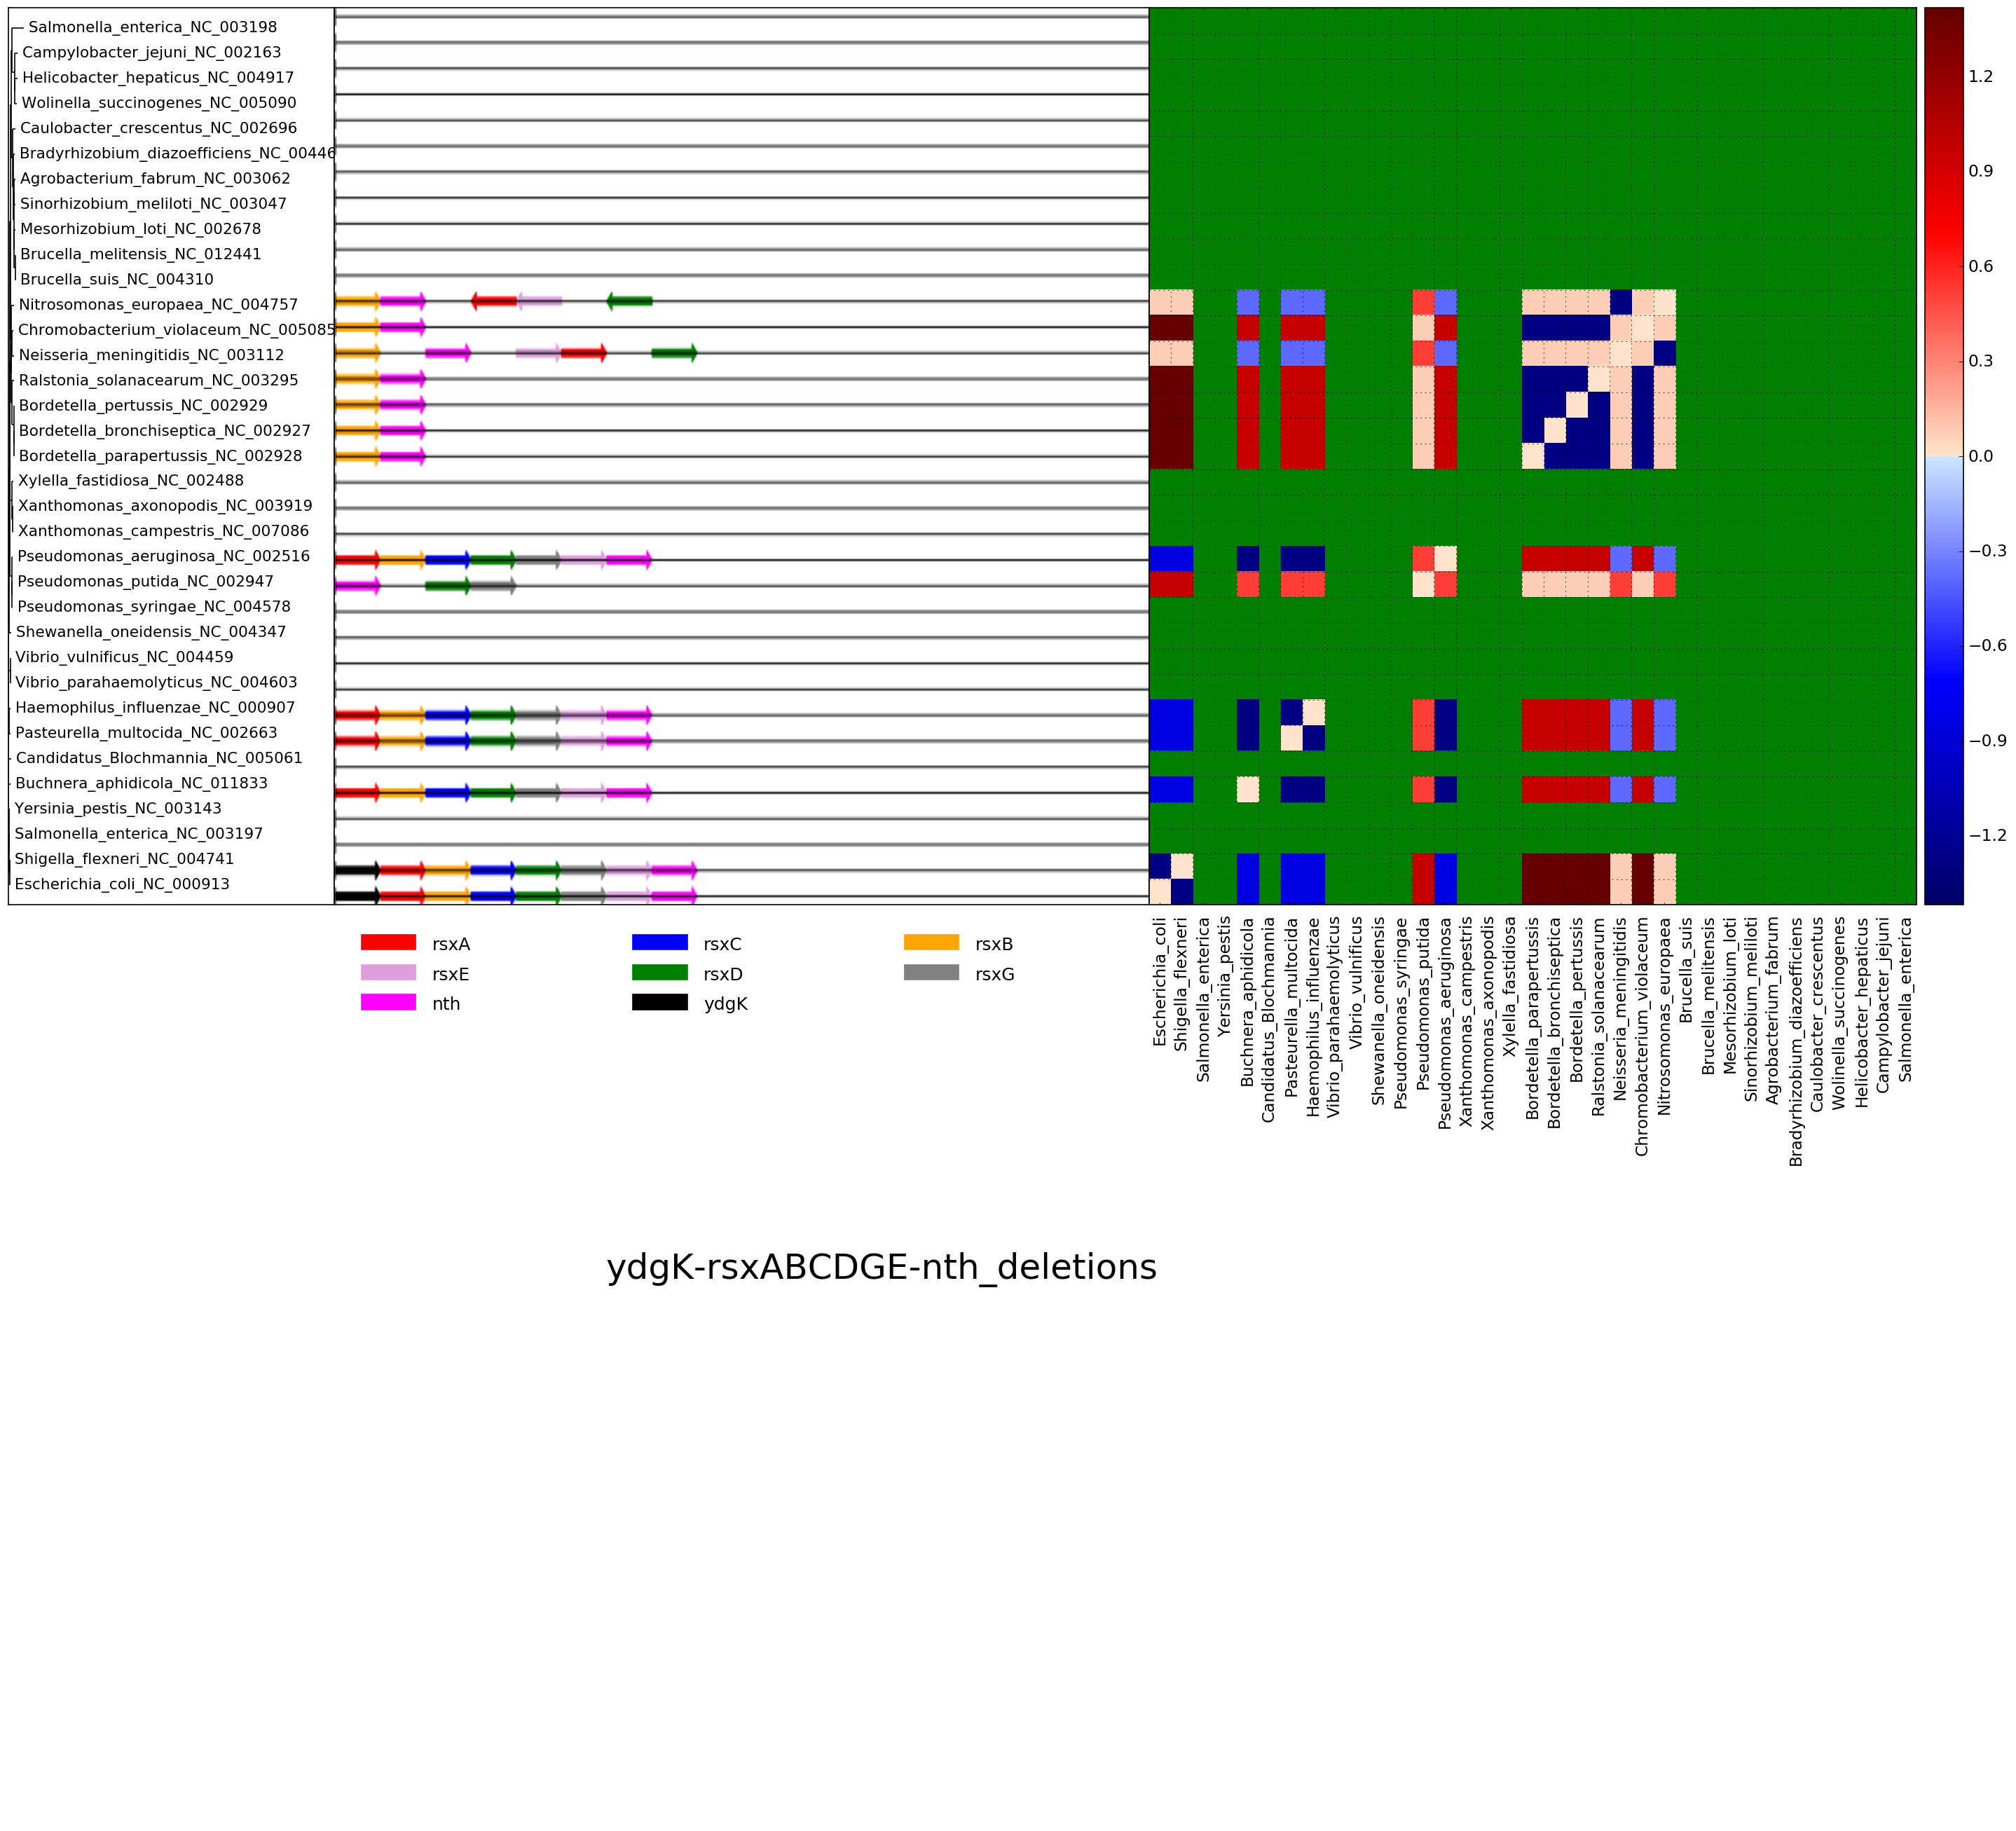 Salmonella_enterica_NC_003198
Campylobacter_jejuni_NC_002163
Helicobacter_hepaticus_NC_004917
Wolinella_succinogenes_NC_005090
Caulobacter_crescentus_NC_002696
Bradyrhizobium_diazoefficiens_NC_00446
Agrobacterium_fabrum_NC_003062
Sinorhizobium_meliloti_NC_003047
Mesorhizobium_loti_NC_002678
Brucella_melitensis_NC_012441
Brucella_suis_NC_004310
Nitrosomonas_europaea_NC_004757
Chromobacterium_violaceum_NC_005085
Neisseria_meningitidis_NC_003112
Ralstonia_solanacearum_NC_003295
Bordetella_pertussis_NC_002929
Bordetella_bronchiseptica_NC_002927
Bordetella_parapertussis_NC_002928
Xylella_fastidiosa_NC_002488
Xanthomonas_axonopodis_NC_003919
Xanthomonas_campestris_NC_007086
Pseudomonas_aeruginosa_NC_002516
Pseudomonas_putida_NC_002947
Pseudomonas_syringae_NC_004578
Shewanella_oneidensis_NC_004347
Vibrio_vulnificus_NC_004459
Vibrio_parahaemolyticus_NC_004603
Haemophilus_influenzae_NC_000907
Pasteurella_multocida_NC_002663
Candidatus_Blochmannia_NC_005061
Buchnera_aphidicola_NC_011833
Yersinia_pestis_NC_003143
Salmonella_enterica_NC_003197
Shigella_flexneri_NC_004741
Escherichia_coli_NC_000913
1.2
0.9
0.6
0.3
0.0
−0.3
−0.6
−0.9
−1.2
rsxA rsxC rsxB
rsxE rsxD rsxG
nth ydgK
Escherichia_coli
Shigella_flexneri
Salmonella_enterica
Yersinia_pestis
Buchnera_aphidicola
Candidatus_Blochmannia
Pasteurella_multocida
Haemophilus_influenzae
Vibrio_parahaemolyticus
Vibrio_vulnificus
Shewanella_oneidensis
Pseudomonas_syringae
Pseudomonas_putida
Pseudomonas_aeruginosa
Xanthomonas_campestris
Xanthomonas_axonopodis
Xylella_fastidiosa
Bordetella_parapertussis
Bordetella_bronchiseptica
Bordetella_pertussis
Ralstonia_solanacearum
Neisseria_meningitidis
Chromobacterium_violaceum
Nitrosomonas_europaea
Brucella_suis
Brucella_melitensis
Mesorhizobium_loti
Sinorhizobium_meliloti
Agrobacterium_fabrum
Bradyrhizobium_diazoefficiens
Caulobacter_crescentus
Wolinella_succinogenes
Helicobacter_hepaticus
Campylobacter_jejuni
Salmonella_enterica
ydgK-rsxABCDGE-nth_deletions